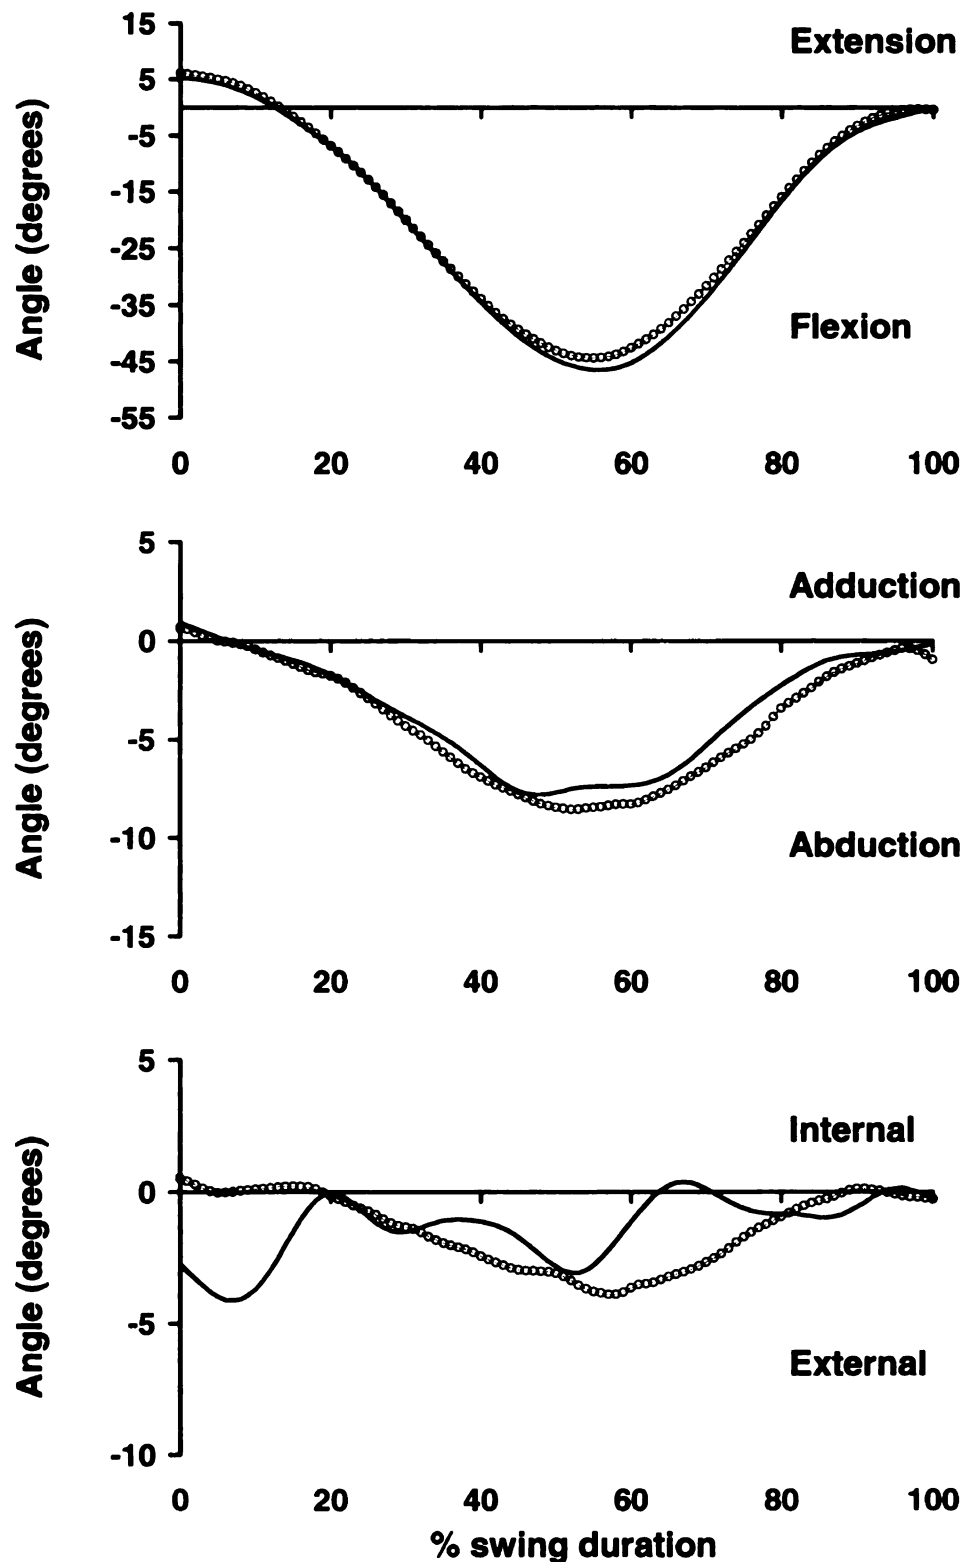 15
Extension
5
-5
-15
-25
-35
Flexion
-45
-55
Angle (degrees)
0 20 40 60 80 100
5
Adduction
0
-5
-10
Abduction
-15
Angle (degrees)
0 20 40 60 80 100
5
Internal
0
-5
External
-10
Angle (degrees)
0 20 40 60 80 100
% swing duration